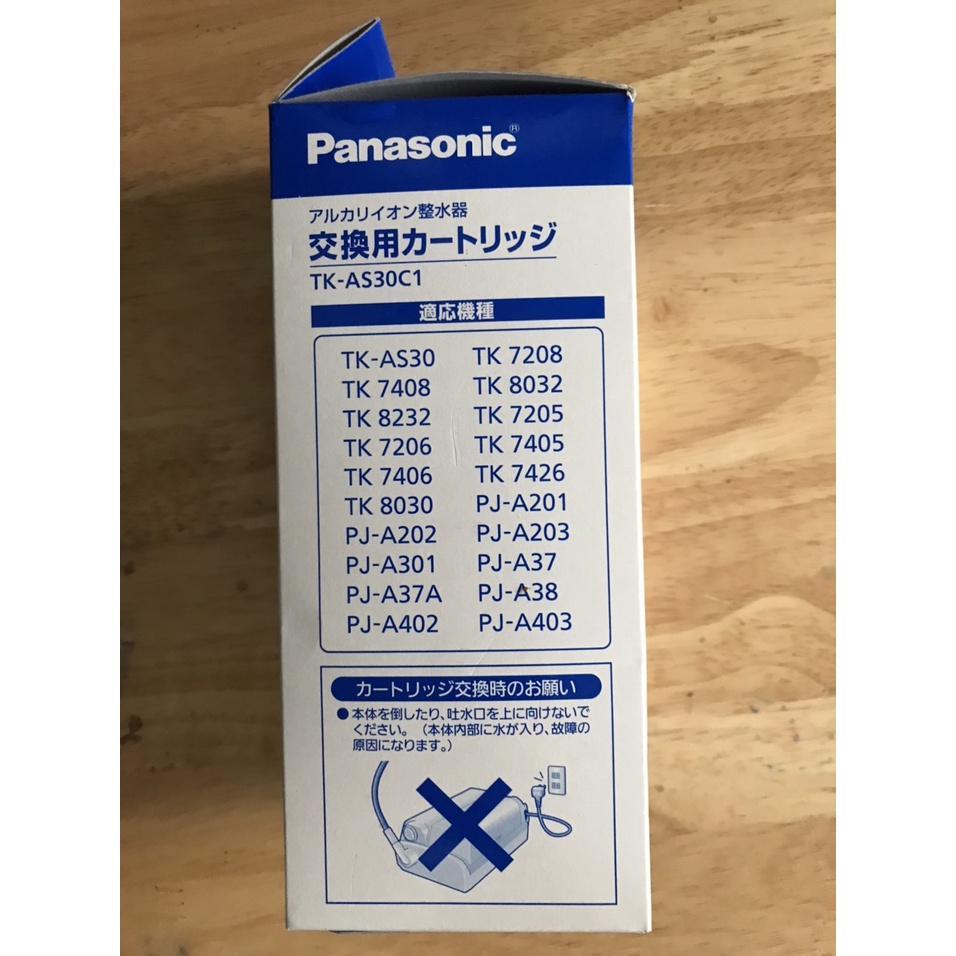 Panasonic®
アルカリイオン整水器
交換用カートリッジ
TK-AS30C1
適応機種
TK-AS30 TK 7208
TK 7408 TK 8032
TK 8232 TK 7205
TK 7206 TK 7405
TK 7406 TK 7426
TK 8030 PJ-A201
PJ-A202 PJ-A203
PJ-A301 PJ-A37
PJ-A37A PJ-A38
PJ-A402 PJ-A403
カートリッジ交換時のお願い
●本体を倒したり、吐水口を上に向けないで
ください。（本体内部に水が入り、故障の
原因になります。）